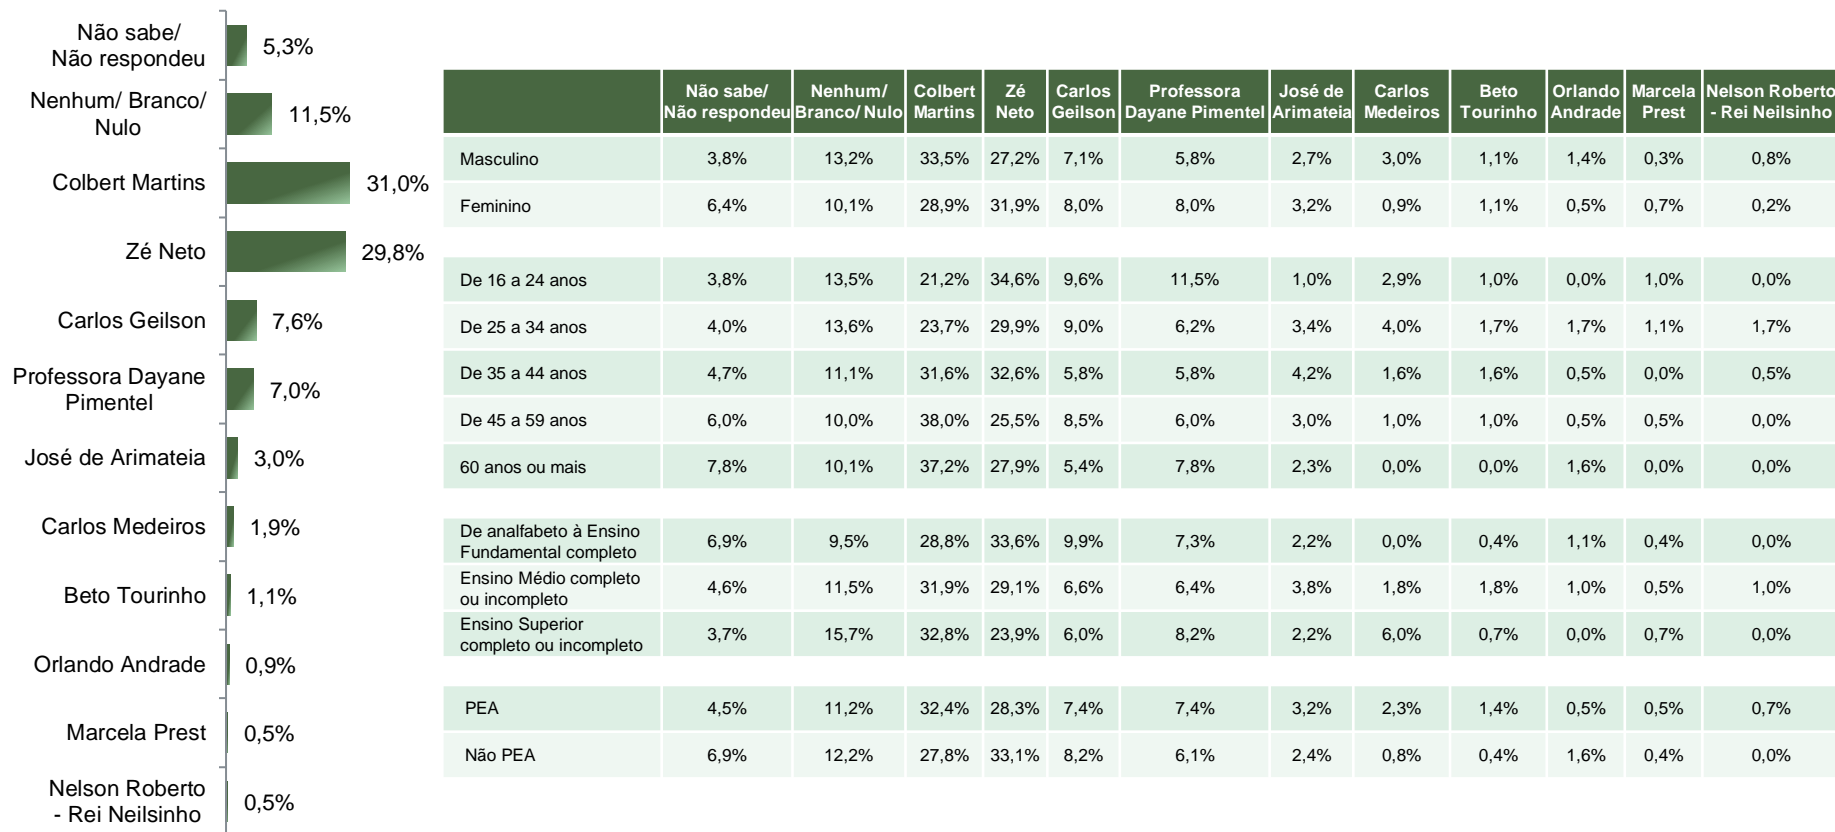 Não sabe/
Não respondeu
5,3%
Nenhum/ Branco/
Nulo
11,5%
Colbert Martins
31,0%
Zé Neto
29,8%
Carlos Geilson
7,6%
Professora Dayane
Pimentel
7,0%
José de Arimateia
3,0%
Carlos Medeiros
1,9%
Beto Tourinho
1,1%
Orlando Andrade
0,9%
Marcela Prest
0,5%
Nelson Roberto
- Rei Neilsinho
0,5%
Não sabe/ Nenhum/ Colbert Zé Carlos Professora José de Carlos Beto Orlando Marcela Nelson Roberto
Não respondeu Branco/ Nulo Martins Neto Geilson Dayane Pimentel Arimateia Medeiros Tourinho Andrade Prest - Rei Neilsinho
Masculino 3,8% 13,2% 33,5% 27,2% 7,1% 5,8% 2,7% 3,0% 1,1% 1,4% 0,3% 0,8%
Feminino 6,4% 10,1% 28,9% 31,9% 8,0% 8,0% 3,2% 0,9% 1,1% 0,5% 0,7% 0,2%
De 16 a 24 anos 3,8% 13,5% 21,2% 34,6% 9,6% 11,5% 1,0% 2,9% 1,0% 0,0% 1,0% 0,0%
De 25 a 34 anos 4,0% 13,6% 23,7% 29,9% 9,0% 6,2% 3,4% 4,0% 1,7% 1,7% 1,1% 1,7%
De 35 a 44 anos 4,7% 11,1% 31,6% 32,6% 5,8% 5,8% 4,2% 1,6% 1,6% 0,5% 0,0% 0,5%
De 45 a 59 anos 6,0% 10,0% 38,0% 25,5% 8,5% 6,0% 3,0% 1,0% 1,0% 0,5% 0,5% 0,0%
60 anos ou mais 7,8% 10,1% 37,2% 27,9% 5,4% 7,8% 2,3% 0,0% 0,0% 1,6% 0,0% 0,0%
De analfabeto à Ensino
Fundamental completo 6,9% 9,5% 28,8% 33,6% 9,9% 7,3% 2,2% 0,0% 0,4% 1,1% 0,4% 0,0%
Ensino Médio completo
ou incompleto 4,6% 11,5% 31,9% 29,1% 6,6% 6,4% 3,8% 1,8% 1,8% 1,0% 0,5% 1,0%
Ensino Superior
completo ou incompleto 3,7% 15,7% 32,8% 23,9% 6,0% 8,2% 2,2% 6,0% 0,7% 0,0% 0,7% 0,0%
PEA 4,5% 11,2% 32,4% 28,3% 7,4% 7,4% 3,2% 2,3% 1,4% 0,5% 0,5% 0,7%
Não PEA 6,9% 12,2% 27,8% 33,1% 8,2% 6,1% 2,4% 0,8% 0,4% 1,6% 0,4% 0,0%